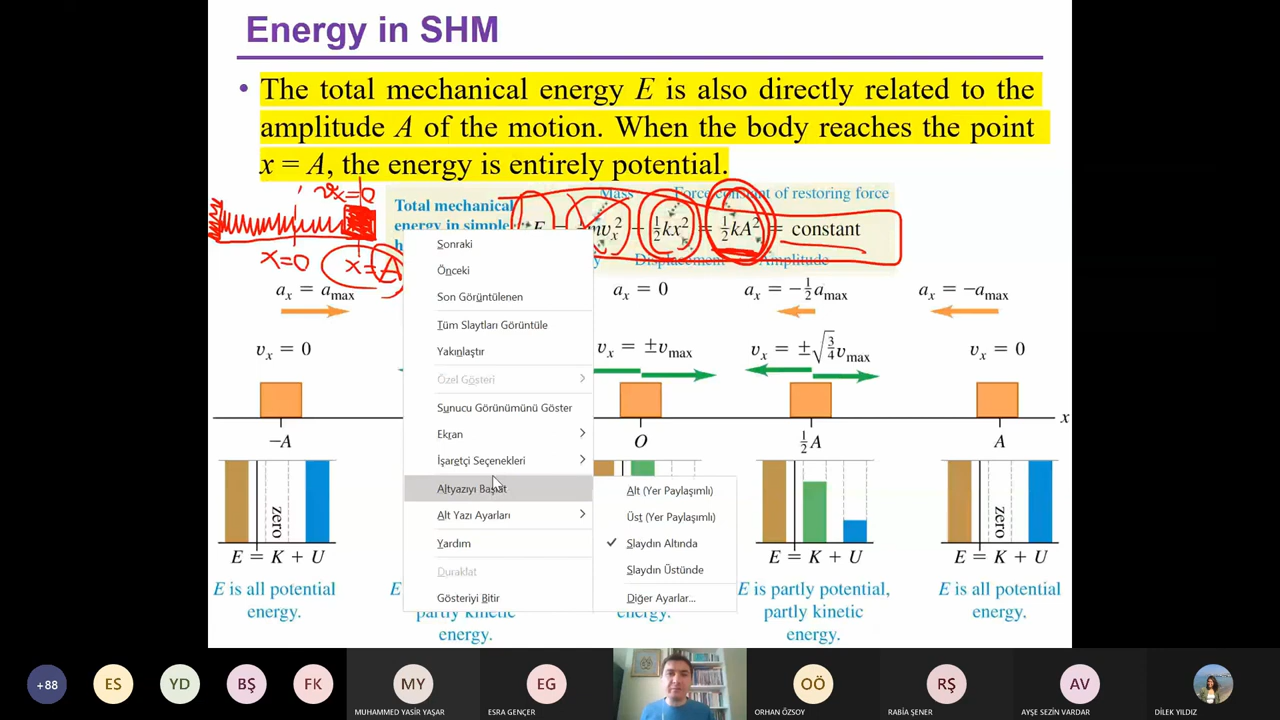 Energy in SHM
• The total mechanical energy E is also directly related to the
amplitude A of the motion. When the body reaches the point
x = A, the energy is entirely potential.
vx=0
x=0
x=A
Total mechanical
energy in simple
Mass
Force constant of restoring force
½kx² = ½kA² = constant
Displacement
Amplitude
aₓ = aₘₐₓ
aₓ = 0
aₓ = −½aₘₐₓ
aₓ = −aₘₐₓ
vₓ = 0
vₓ = ±vₘₐₓ
vₓ = ±√¾vₘₐₓ
vₓ = 0
x
−A
O
½A
A
zero
zero
E = K + U
E = K + U
E = K + U
E is all potential
energy.
partly kinetic
energy.
energy.
E is partly potential,
partly kinetic
energy.
E is all potential
energy.
Sonraki
Önceki
Son Görüntülenen
Tüm Slaytları Görüntüle
Yakınlaştır
Özel Gösteri
Sunucu Görünümünü Göster
Ekran
İşaretçi Seçenekleri
Altyazıyı Başlat
Alt Yazı Ayarları
Yardım
Duraklat
Gösteriyi Bitir
Alt (Yer Paylaşımlı)
Üst (Yer Paylaşımlı)
Slaydın Altında
Slaydın Üstünde
Diğer Ayarlar...
+88
ES
YD
BŞ
FK
MY
EG
OÖ
RŞ
AV
MUHAMMED YASİR YAŞAR
ESRA GENÇER
ORHAN ÖZSOY
RABİA ŞENER
AYŞE SEZİN VARDAR
DİLEK YILDIZ